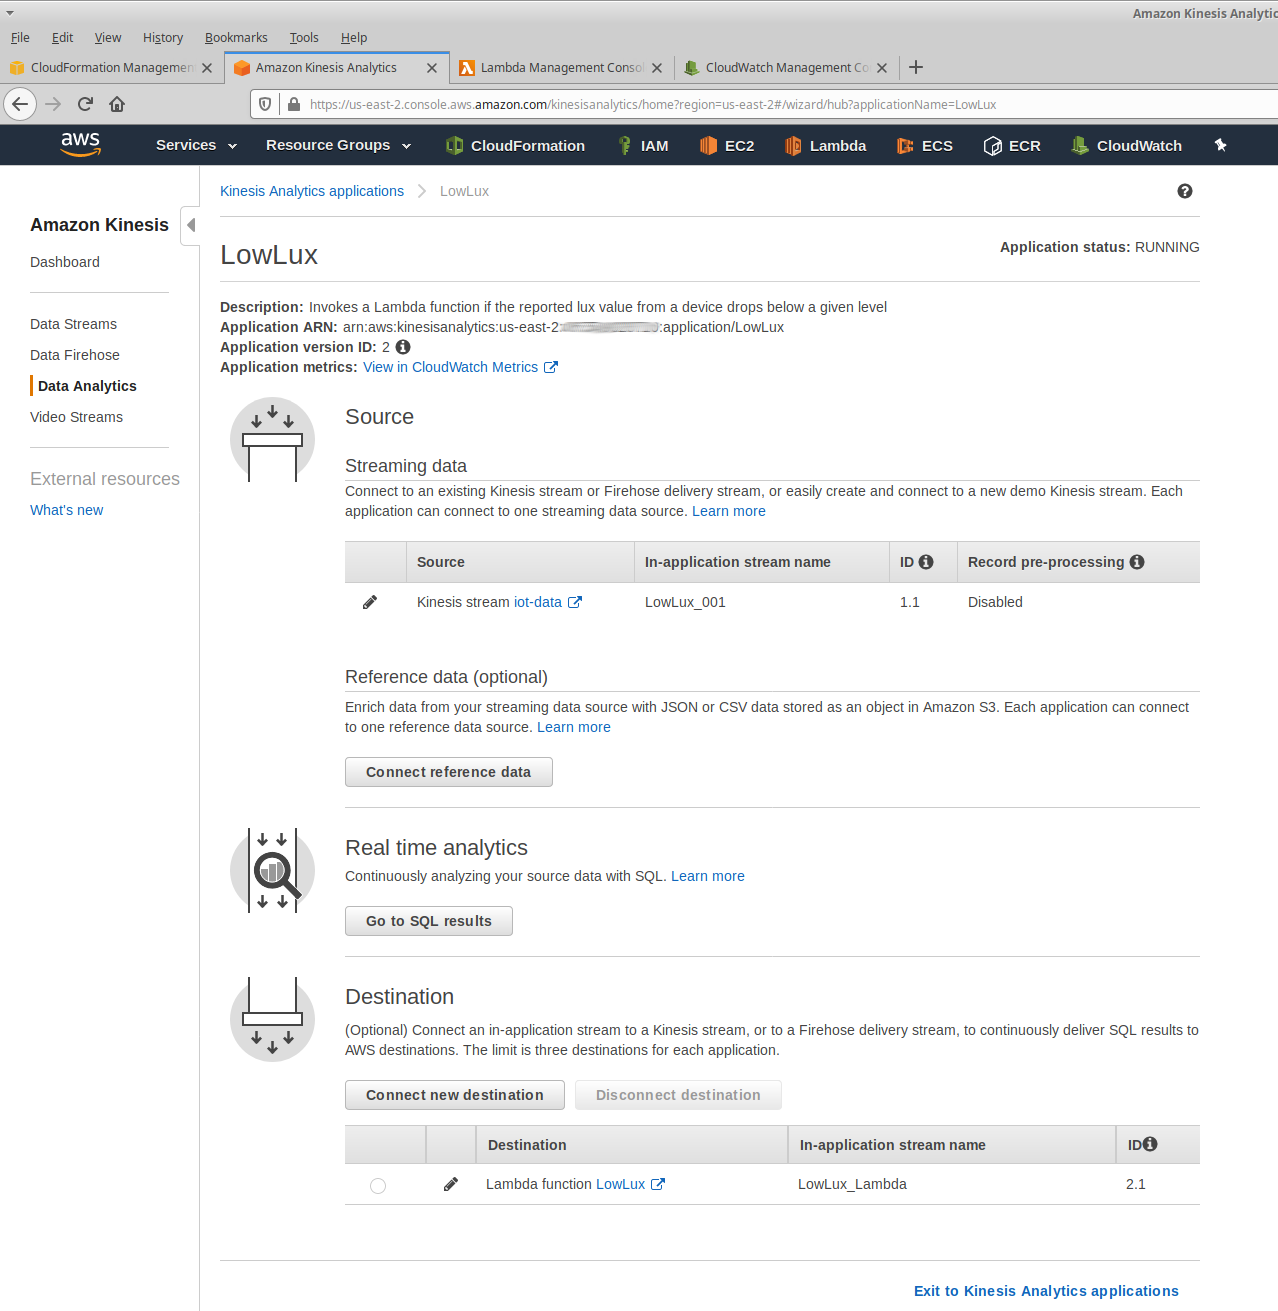 Amazon Kinesis Analytic
File Edit View History Bookmarks Tools Help
CloudFormation Managemen Amazon Kinesis Analytics Lambda Management Consol CloudWatch Management Co
https://us-east-2.console.aws.amazon.com/kinesisanalytics/home?region=us-east-2#/wizard/hub?applicationName=LowLux
aws Services Resource Groups CloudFormation IAM EC2 Lambda ECS ECR CloudWatch
Amazon Kinesis
Dashboard
Data Streams
Data Firehose
Data Analytics
Video Streams
External resources
What's new
Kinesis Analytics applications LowLux
LowLux
Application status: RUNNING
Description: Invokes a Lambda function if the reported lux value from a device drops below a given level
Application ARN: arn:aws:kinesisanalytics:us-east-2: :application/LowLux
Application version ID: 2
Application metrics: View in CloudWatch Metrics
Source
Streaming data
Connect to an existing Kinesis stream or Firehose delivery stream, or easily create and connect to a new demo Kinesis stream. Each
application can connect to one streaming data source. Learn more
Source In-application stream name ID Record pre-processing
Kinesis stream iot-data LowLux_001 1.1 Disabled
Reference data (optional)
Enrich data from your streaming data source with JSON or CSV data stored as an object in Amazon S3. Each application can connect
to one reference data source. Learn more
Connect reference data
Real time analytics
Continuously analyzing your source data with SQL. Learn more
Go to SQL results
Destination
(Optional) Connect an in-application stream to a Kinesis stream, or to a Firehose delivery stream, to continuously deliver SQL results to
AWS destinations. The limit is three destinations for each application.
Connect new destination Disconnect destination
Destination In-application stream name ID
Lambda function LowLux LowLux_Lambda 2.1
Exit to Kinesis Analytics applications